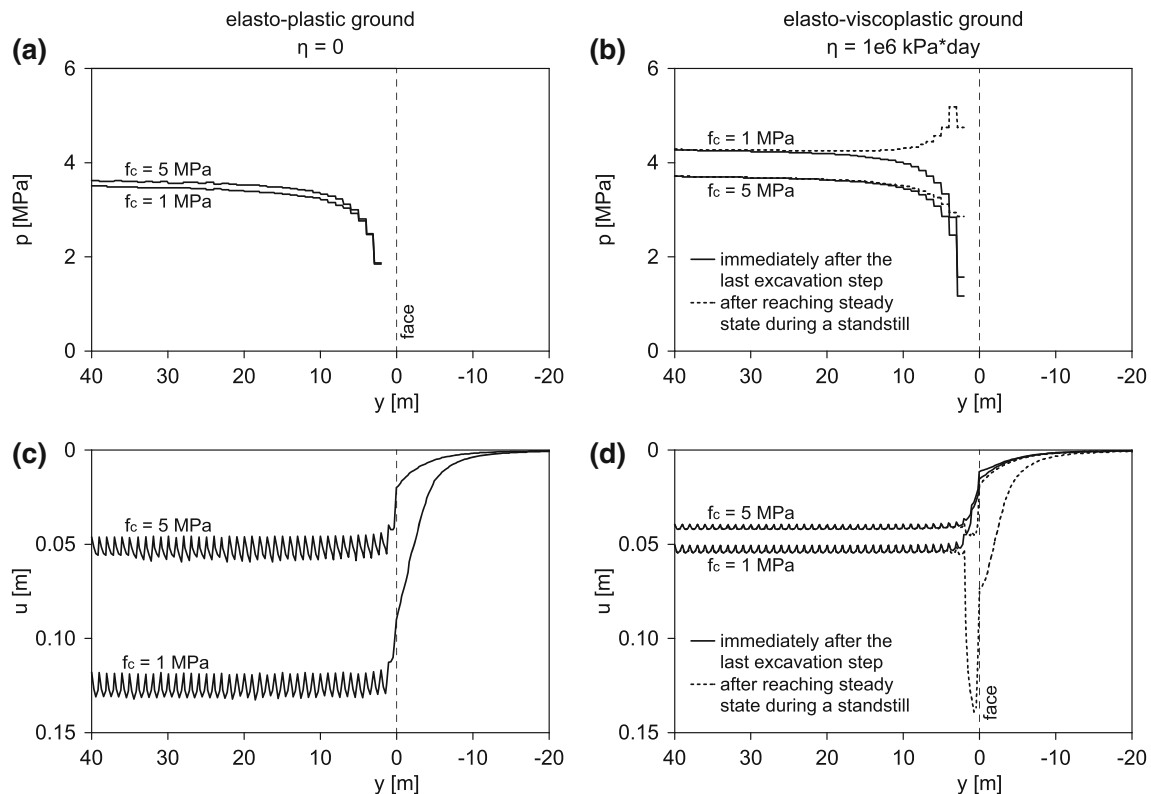 elasto-plastic ground
η = 0
(a)
6
4
2
0
p [MPa]
fc = 5 MPa
fc = 1 MPa
face
40 30 20 10 0 -10 -20
y [m]
elasto-viscoplastic ground
η = 1e6 kPa*day
(b)
6
4
2
0
p [MPa]
fc = 1 MPa
fc = 5 MPa
immediately after the
last excavation step
after reaching steady
state during a standstill
40 30 20 10 0 -10 -20
y [m]
(c)
0
0.05
0.10
0.15
u [m]
fc = 5 MPa
fc = 1 MPa
40 30 20 10 0 -10 -20
y [m]
(d)
0
0.05
0.10
0.15
u [m]
fc = 5 MPa
fc = 1 MPa
immediately after the
last excavation step
after reaching steady
state during a standstill
face
40 30 20 10 0 -10 -20
y [m]